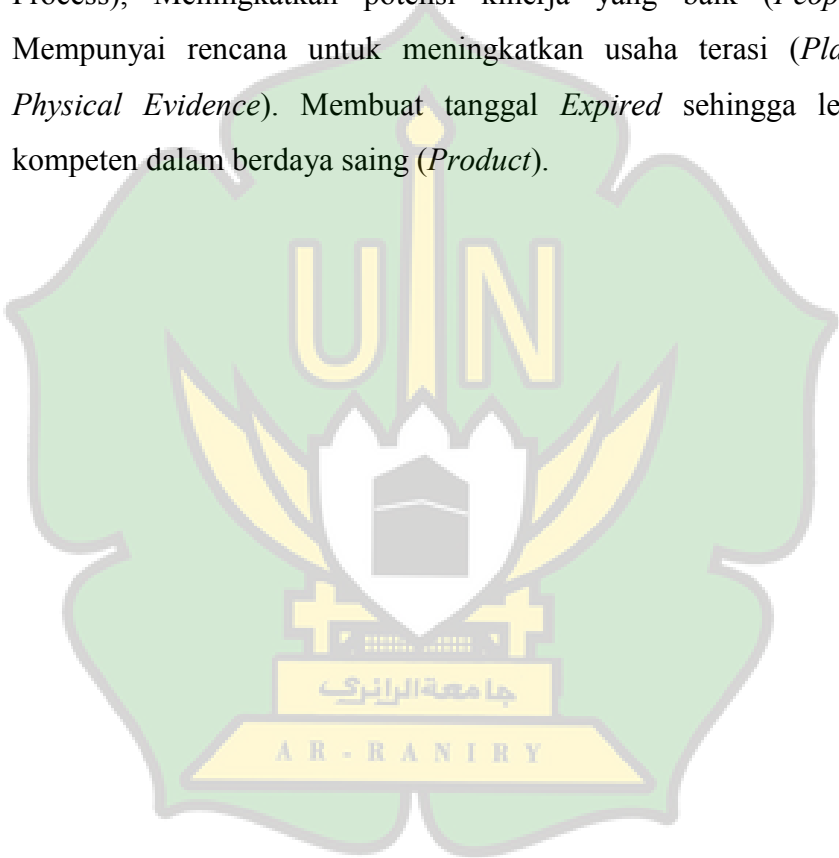 Process), Meningkatkan potensi kinerja yang baik
Mempunyai rencana untuk meningkatkan usaha terasi
Physical Evidence). Membuat tanggal Expired sehingga
kompeten dalam berdaya saing (Product).
UIN
جامعة الرانري
AR - RANIRY